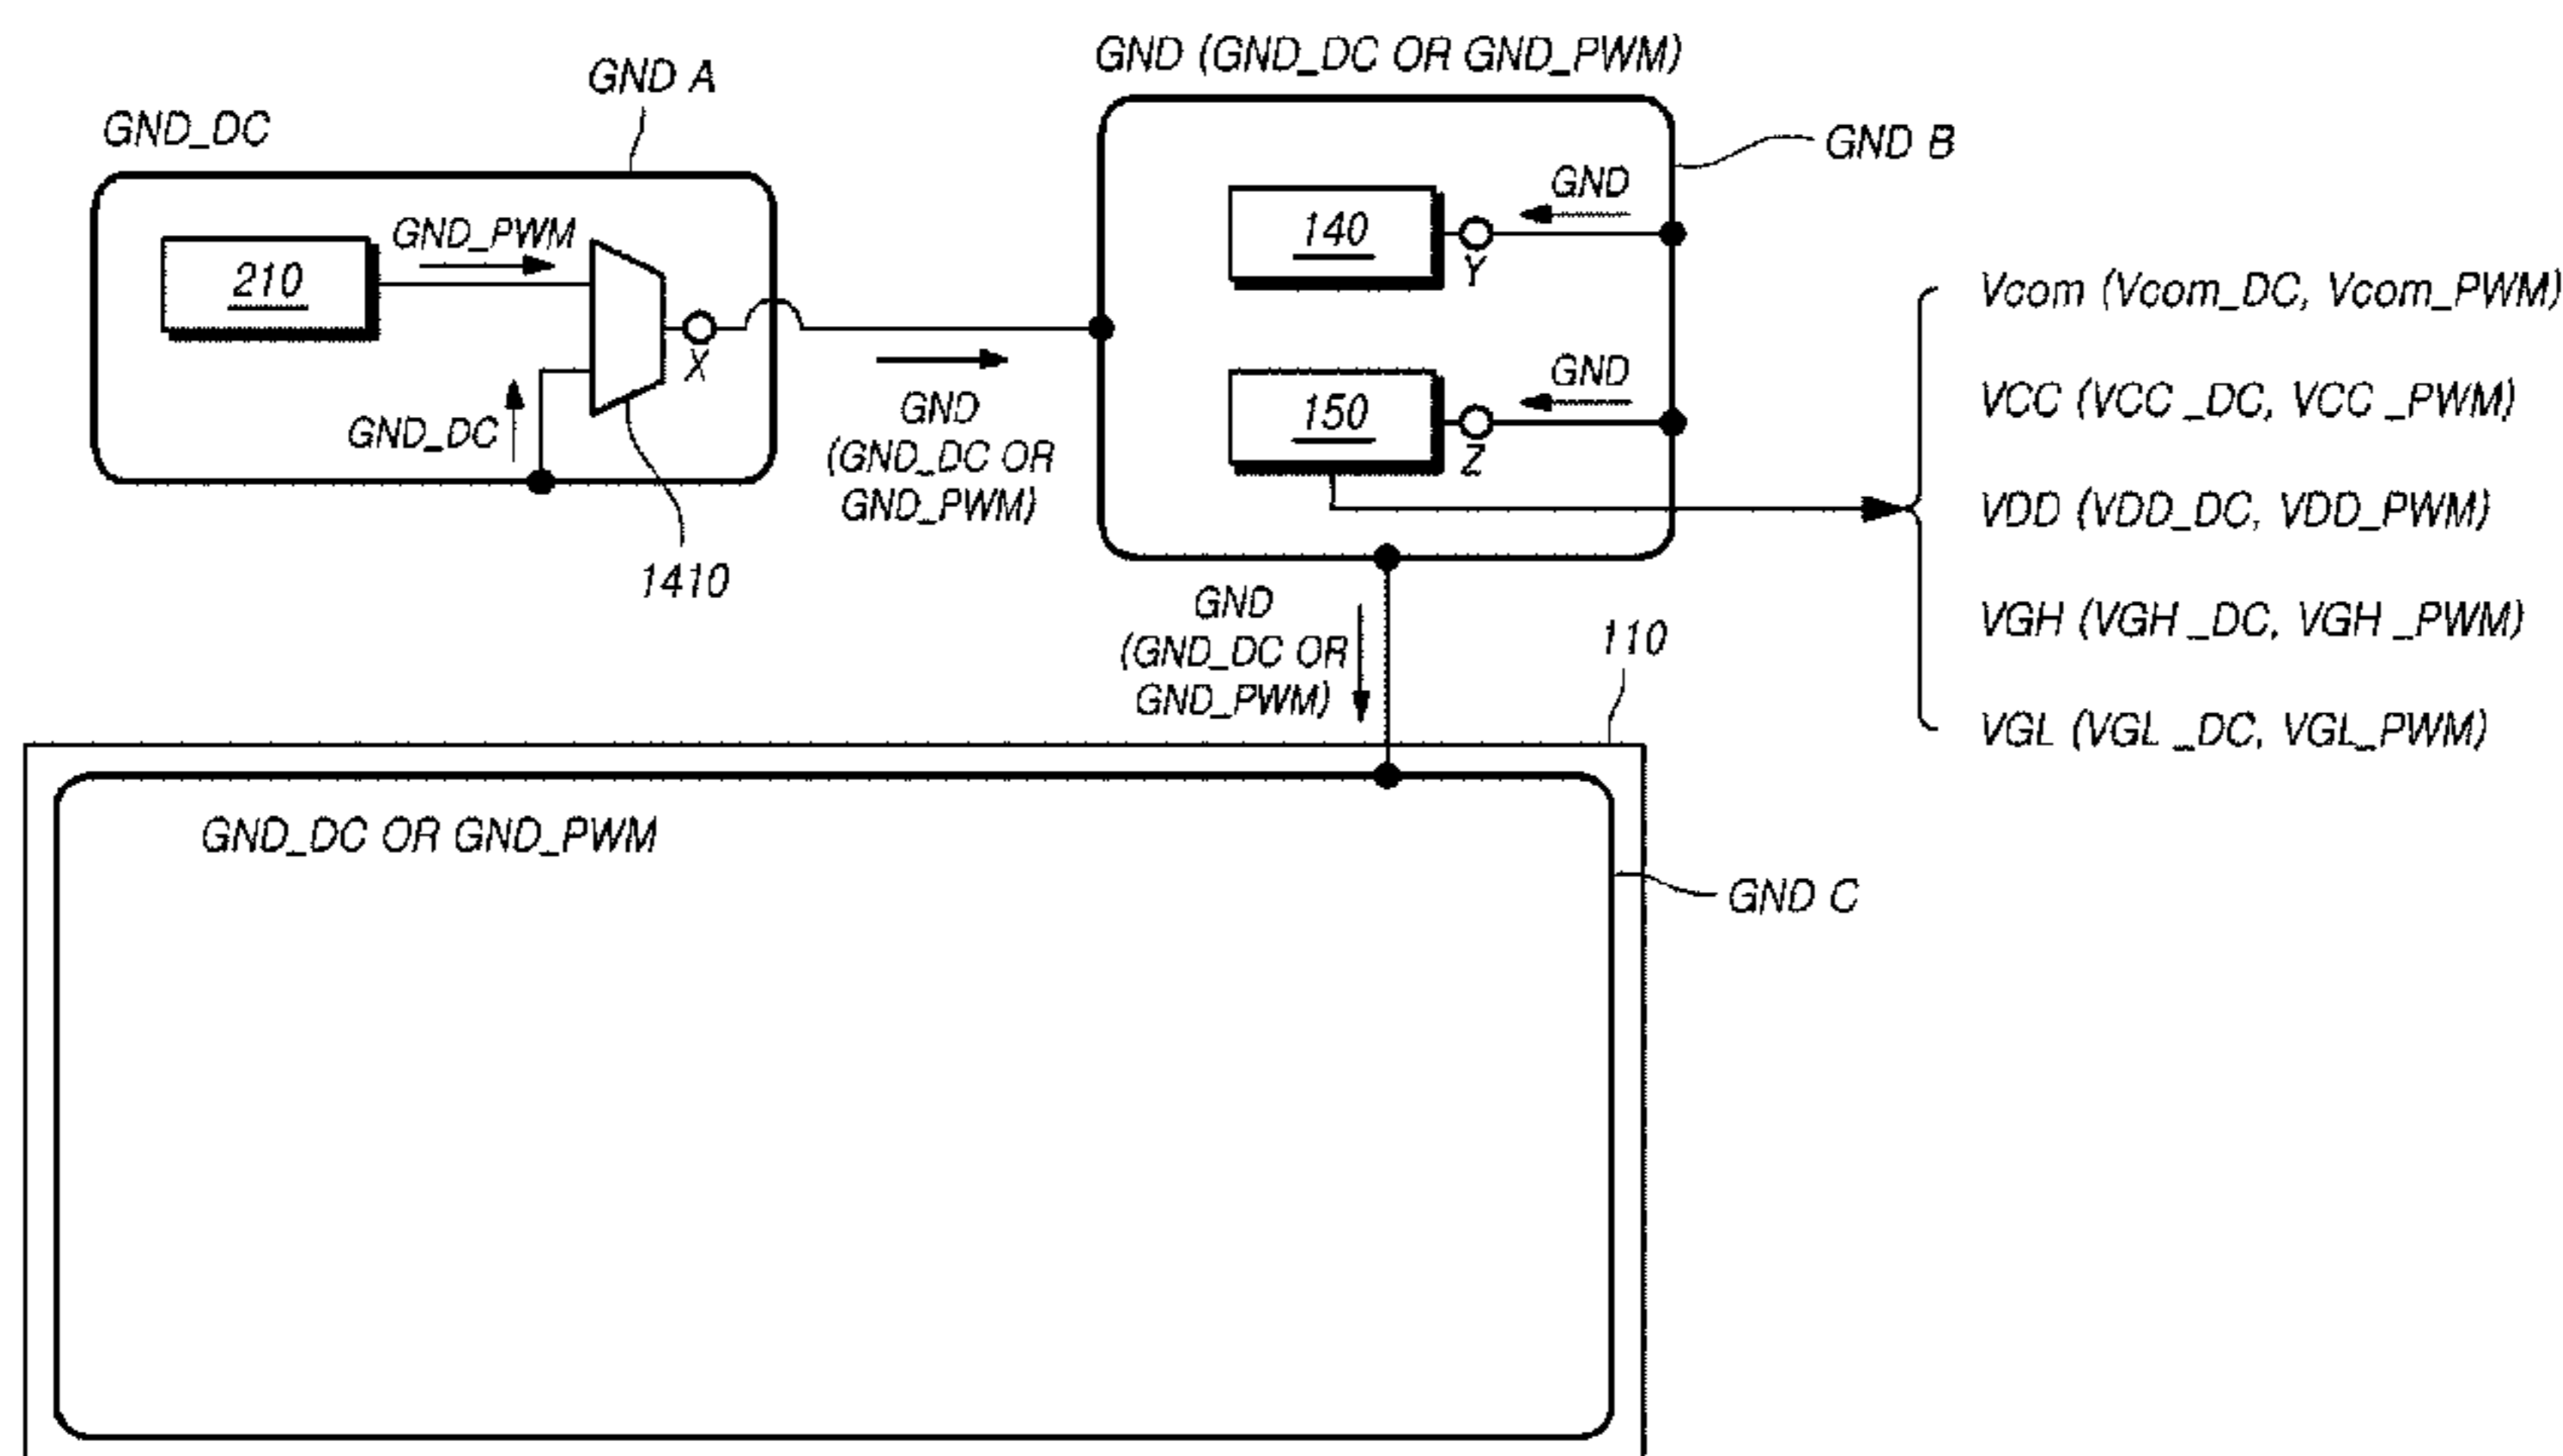 GND_DC
GND A
210
GND_PWM
GND_DC
X
1410
GND
(GND_DC OR
GND_PWM)
GND (GND_DC OR GND_PWM)
GND B
140
Y
GND
150
Z
GND
Vcom (Vcom_DC, Vcom_PWM)
VCC (VCC _DC, VCC _PWM)
VDD (VDD_DC, VDD_PWM)
VGH (VGH _DC, VGH _PWM)
VGL (VGL _DC, VGL_PWM)
GND
(GND_DC OR
GND_PWM)
110
GND_DC OR GND_PWM
GND C